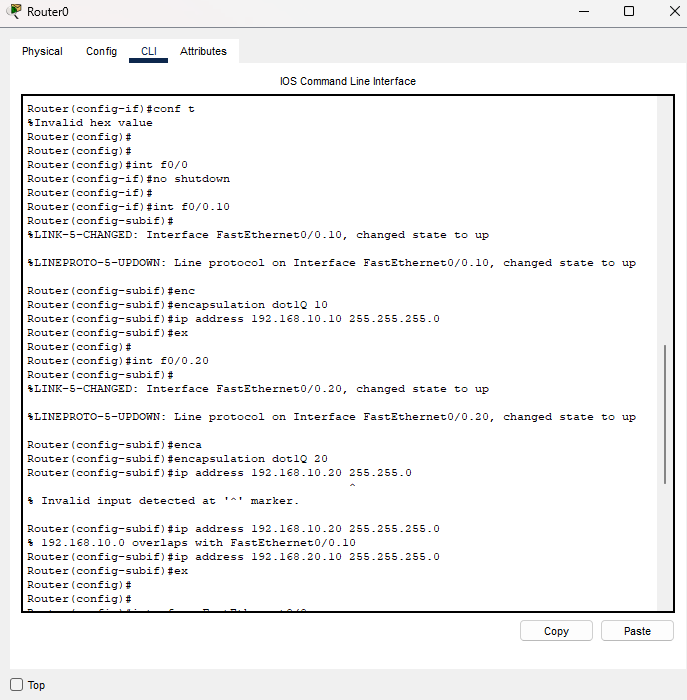 Router0
Physical Config CLI Attributes
IOS Command Line Interface
Router(config-if)#conf t
%Invalid hex value
Router(config)#
Router(config)#
Router(config)#int f0/0
Router(config-if)#no shutdown
Router(config-if)#
Router(config-if)#int f0/0.10
Router(config-subif)#
%LINK-5-CHANGED: Interface FastEthernet0/0.10, changed state to up
%LINEPROTO-5-UPDOWN: Line protocol on Interface FastEthernet0/0.10, changed state to up
Router(config-subif)#enc
Router(config-subif)#encapsulation dot1Q 10
Router(config-subif)#ip address 192.168.10.10 255.255.255.0
Router(config-subif)#ex
Router(config)#
Router(config)#int f0/0.20
Router(config-subif)#
%LINK-5-CHANGED: Interface FastEthernet0/0.20, changed state to up
%LINEPROTO-5-UPDOWN: Line protocol on Interface FastEthernet0/0.20, changed state to up
Router(config-subif)#enca
Router(config-subif)#encapsulation dot1Q 20
Router(config-subif)#ip address 192.168.10.20 255.255.0
^
% Invalid input detected at '^' marker.
Router(config-subif)#ip address 192.168.10.20 255.255.255.0
% 192.168.10.0 overlaps with FastEthernet0/0.10
Router(config-subif)#ip address 192.168.20.10 255.255.255.0
Router(config-subif)#ex
Router(config)#
Router(config)#
Copy Paste
Top